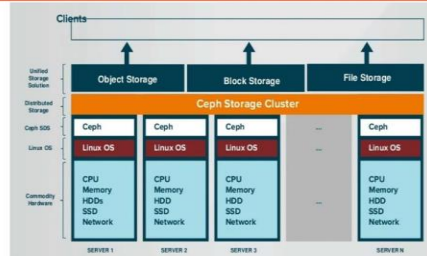 Clients
Unified
Storage
Solution
Object Storage
Block Storage
File Storage
Distributed
Storage
Ceph Storage Cluster
Ceph SDS
Ceph
Ceph
Ceph
...
Ceph
Linux OS
Linux OS
Linux OS
Linux OS
...
Linux OS
Commodity
Hardware
CPU
Memory
HDDs
SSD
Network
CPU
Memory
HDD
SSD
Network
CPU
Memory
HDD
SSD
Network
...
CPU
Memory
HDD
SSD
Network
SERVER 1
SERVER 2
SERVER 3
SERVER N